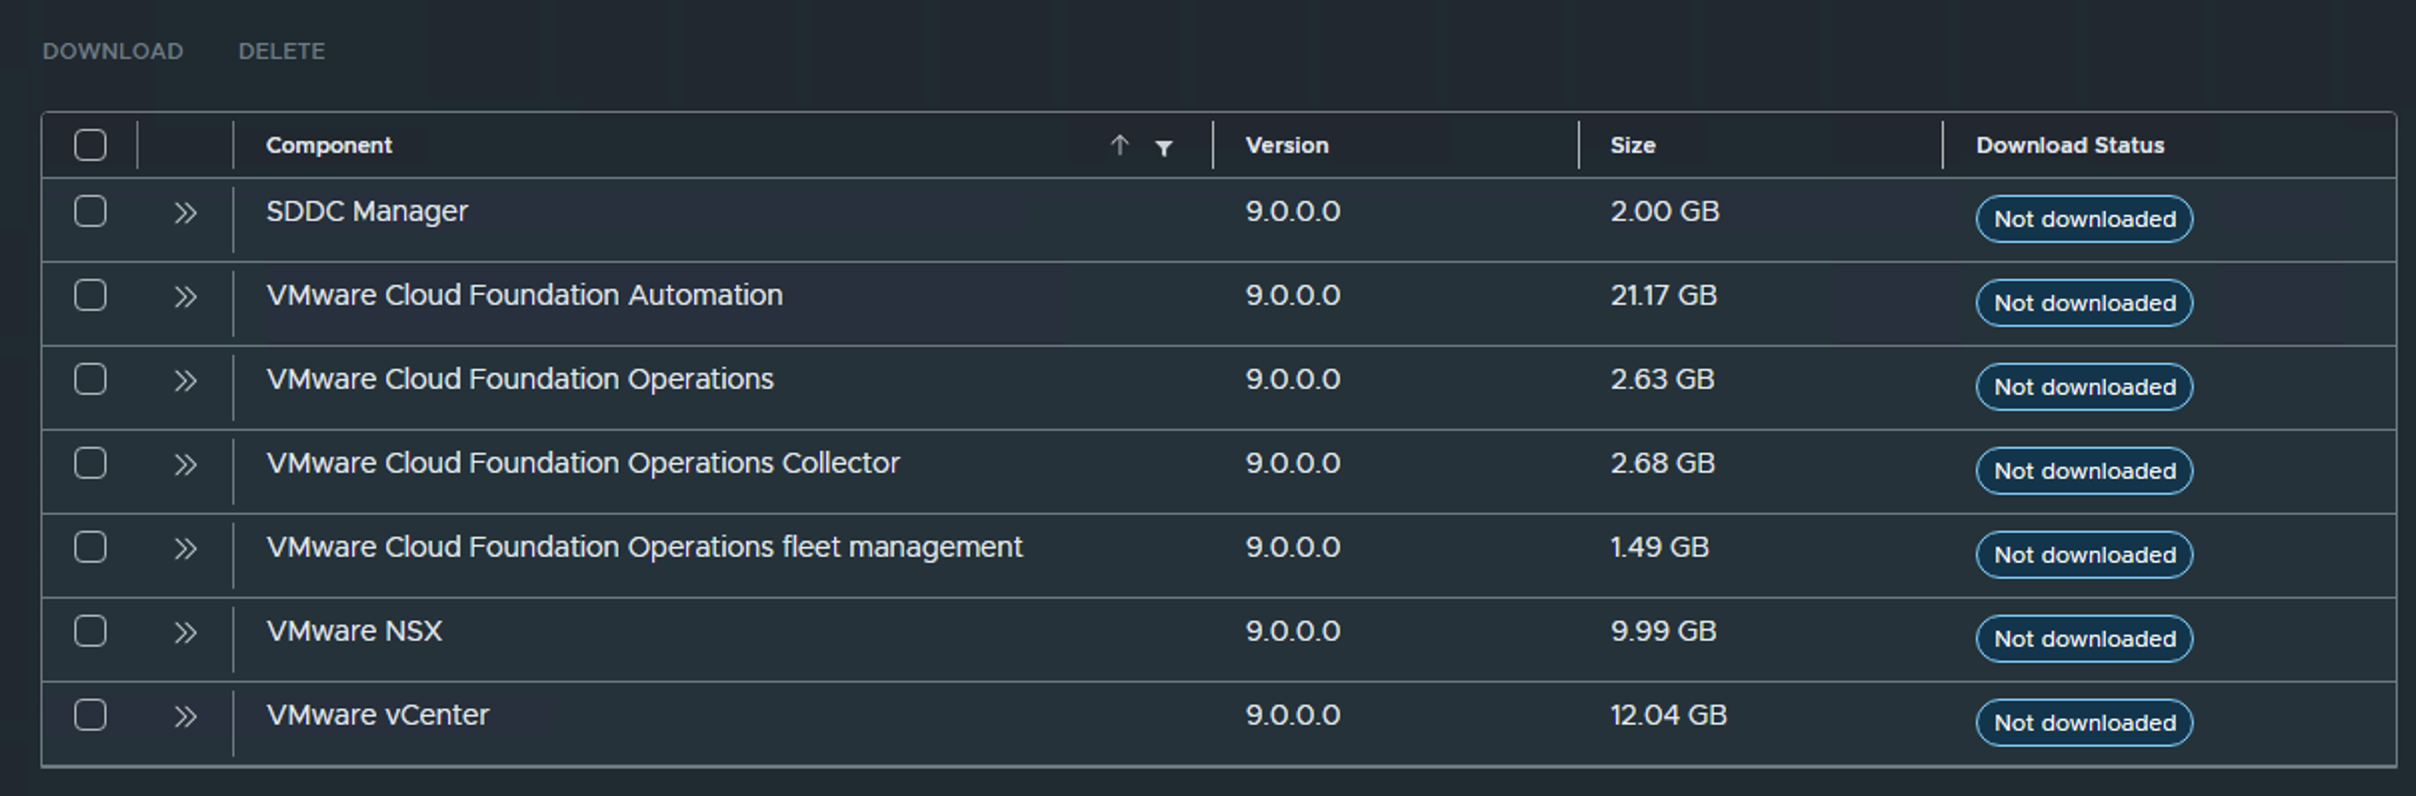 DOWNLOAD DELETE
Component Version Size Download Status
SDDC Manager 9.0.0.0 2.00 GB Not downloaded
VMware Cloud Foundation Automation 9.0.0.0 21.17 GB Not downloaded
VMware Cloud Foundation Operations 9.0.0.0 2.63 GB Not downloaded
VMware Cloud Foundation Operations Collector 9.0.0.0 2.68 GB Not downloaded
VMware Cloud Foundation Operations fleet management 9.0.0.0 1.49 GB Not downloaded
VMware NSX 9.0.0.0 9.99 GB Not downloaded
VMware vCenter 9.0.0.0 12.04 GB Not downloaded